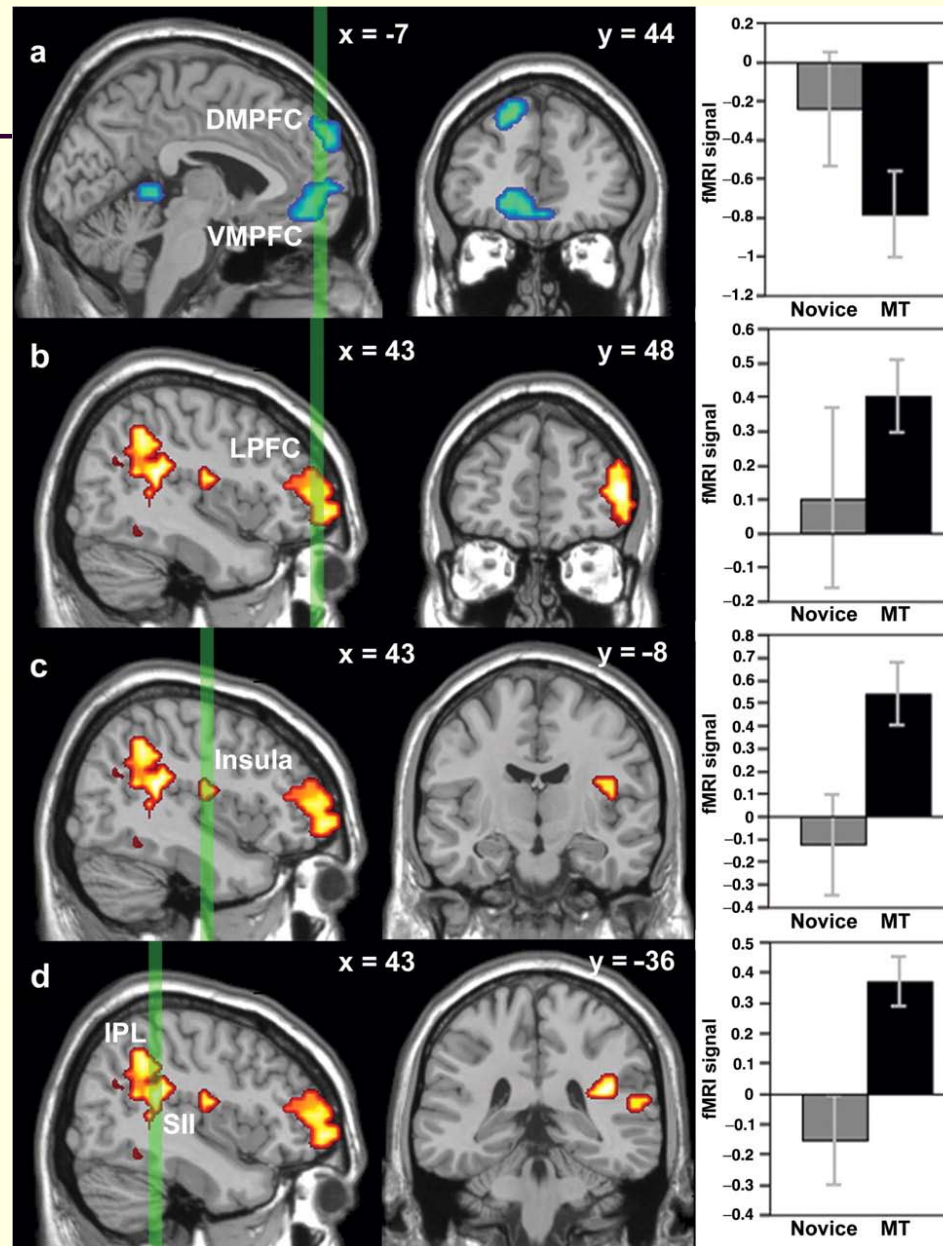 a
x = -7
y = 44
DMPFC
VMPFC
0.2
0
–0.2
–0.4
–0.6
–0.8
–1
–1.2
fMRI signal
Novice MT
b
x = 43
y = 48
LPFC
0.6
0.5
0.4
0.3
0.2
0.1
0
–0.1
–0.2
fMRI signal
Novice MT
c
x = 43
y = –8
Insula
0.8
0.7
0.6
0.5
0.4
0.3
0.2
0.1
0
–0.1
–0.2
–0.3
–0.4
fMRI signal
Novice MT
d
x = 43
y = –36
IPL
SII
0.5
0.4
0.3
0.2
0.1
0
–0.1
–0.2
–0.3
–0.4
fMRI signal
Novice MT